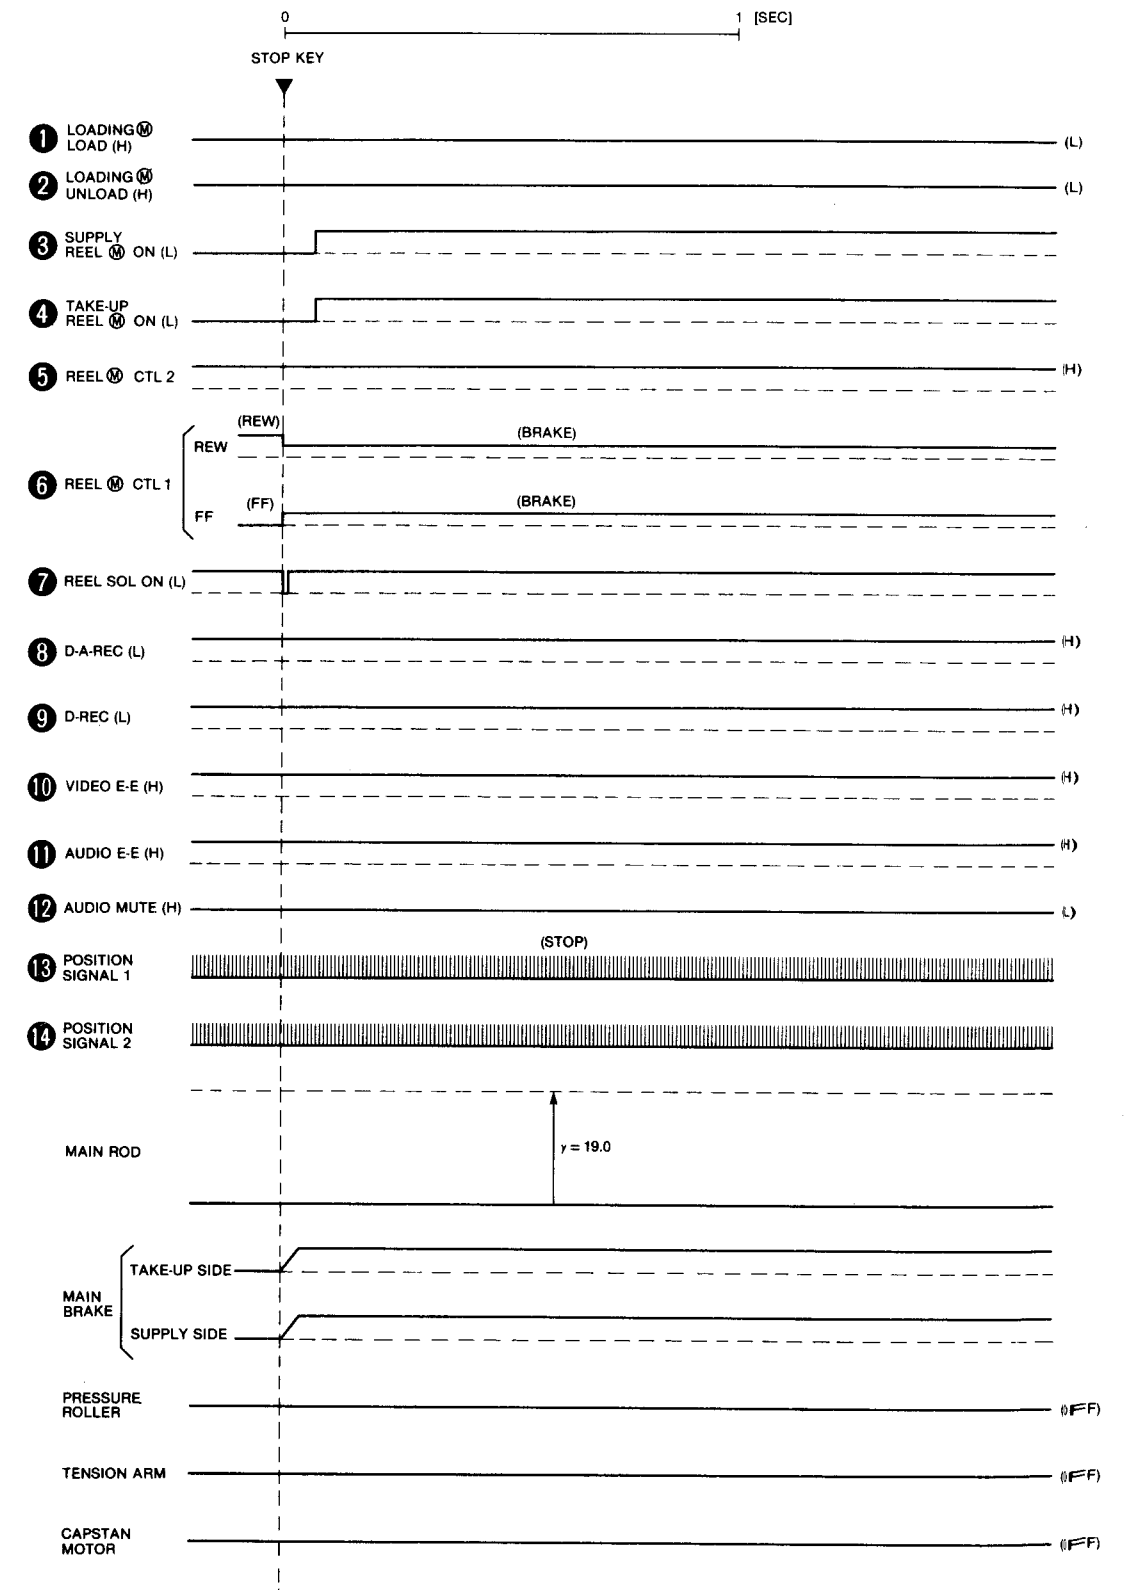 0 1 [SEC]
STOP KEY
1 LOADING Ⓜ
LOAD (H)
(L)
2 LOADING Ⓜ
UNLOAD (H)
(L)
3 SUPPLY
REEL Ⓜ ON (L)
4 TAKE-UP
REEL Ⓜ ON (L)
5 REEL Ⓜ CTL 2
(H)
6 REEL Ⓜ CTL 1
REW (REW) (BRAKE)
FF (FF) (BRAKE)
7 REEL SOL ON (L)
8 D-A-REC (L)
(H)
9 D-REC (L)
(H)
10 VIDEO E-E (H)
(H)
11 AUDIO E-E (H)
(H)
12 AUDIO MUTE (H)
(L)
(STOP)
13 POSITION
SIGNAL 1
14 POSITION
SIGNAL 2
MAIN ROD
y = 19.0
MAIN
BRAKE
TAKE-UP SIDE
SUPPLY SIDE
PRESSURE
ROLLER
(OFF)
TENSION ARM
(OFF)
CAPSTAN
MOTOR
(OFF)